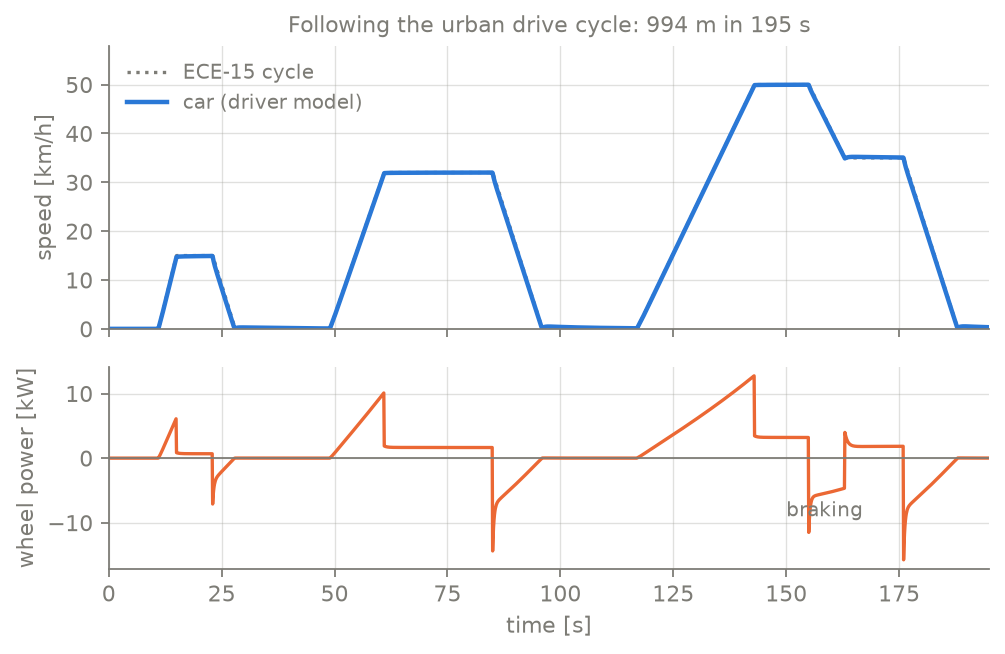 Following the urban drive cycle: 994 m in 195 s
ECE-15 cycle
car (driver model)
speed [km/h]
50
40
30
20
10
0
wheel power [kW]
10
0
−10
braking
0 25 50 75 100 125 150 175
time [s]